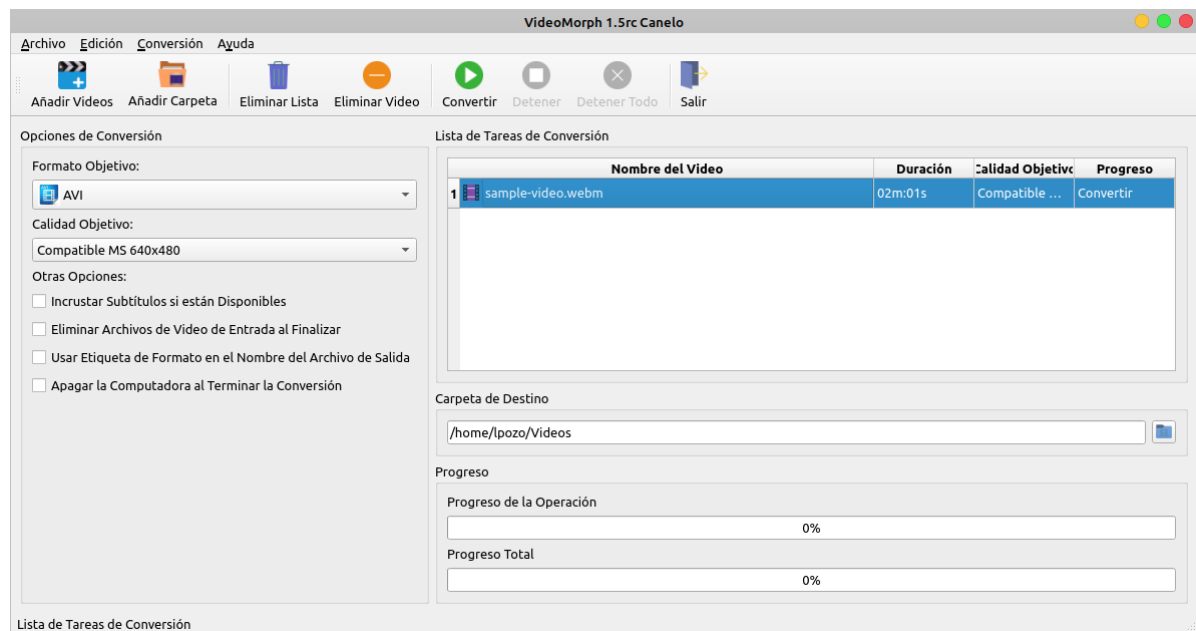 VideoMorph 1.5rc Canelo
Archivo Edición Conversión Ayuda
Añadir Videos Añadir Carpeta Eliminar Lista Eliminar Video Convertir Detener Detener Todo Salir
Opciones de Conversión
Formato Objetivo:
AVI
Calidad Objetivo:
Compatible MS 640x480
Otras Opciones:
Incrustar Subtítulos si están Disponibles
Eliminar Archivos de Video de Entrada al Finalizar
Usar Etiqueta de Formato en el Nombre del Archivo de Salida
Apagar la Computadora al Terminar la Conversión
Lista de Tareas de Conversión
Nombre del Video Duración Calidad Objetivo Progreso
1 sample-video.webm 02m:01s Compatible ... Convertir
Carpeta de Destino
/home/lpozo/Videos
Progreso
Progreso de la Operación
0%
Progreso Total
0%
Lista de Tareas de Conversión